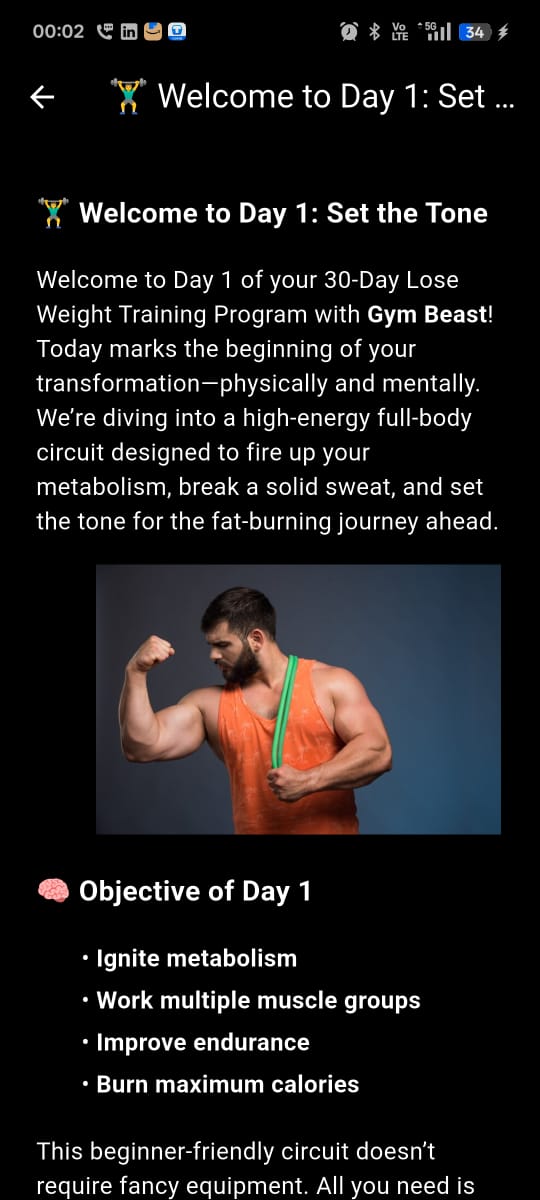 00:02
Vo LTE 5G 34
Welcome to Day 1: Set ...
Welcome to Day 1: Set the Tone
Welcome to Day 1 of your 30-Day Lose
Weight Training Program with Gym Beast!
Today marks the beginning of your
transformation—physically and mentally.
We’re diving into a high-energy full-body
circuit designed to fire up your
metabolism, break a solid sweat, and set
the tone for the fat-burning journey ahead.
Objective of Day 1
• Ignite metabolism
• Work multiple muscle groups
• Improve endurance
• Burn maximum calories
This beginner-friendly circuit doesn’t
require fancy equipment. All you need is